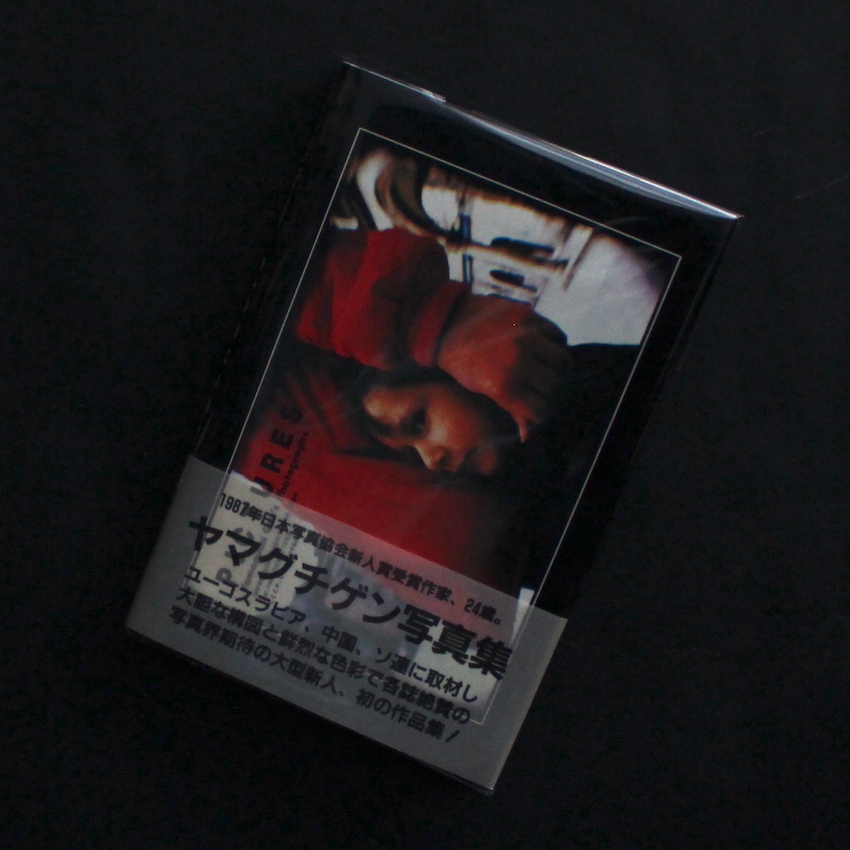 1987年日本写真協会新人賞受賞作家、24歳。
ヤマグチゲン写真集
ユーゴスラビア、中国、ソ連に取材し
大胆な構図と鮮烈な色彩で各誌絶賛の
写真界期待の大型新人、初の作品集!
URES
Photographs